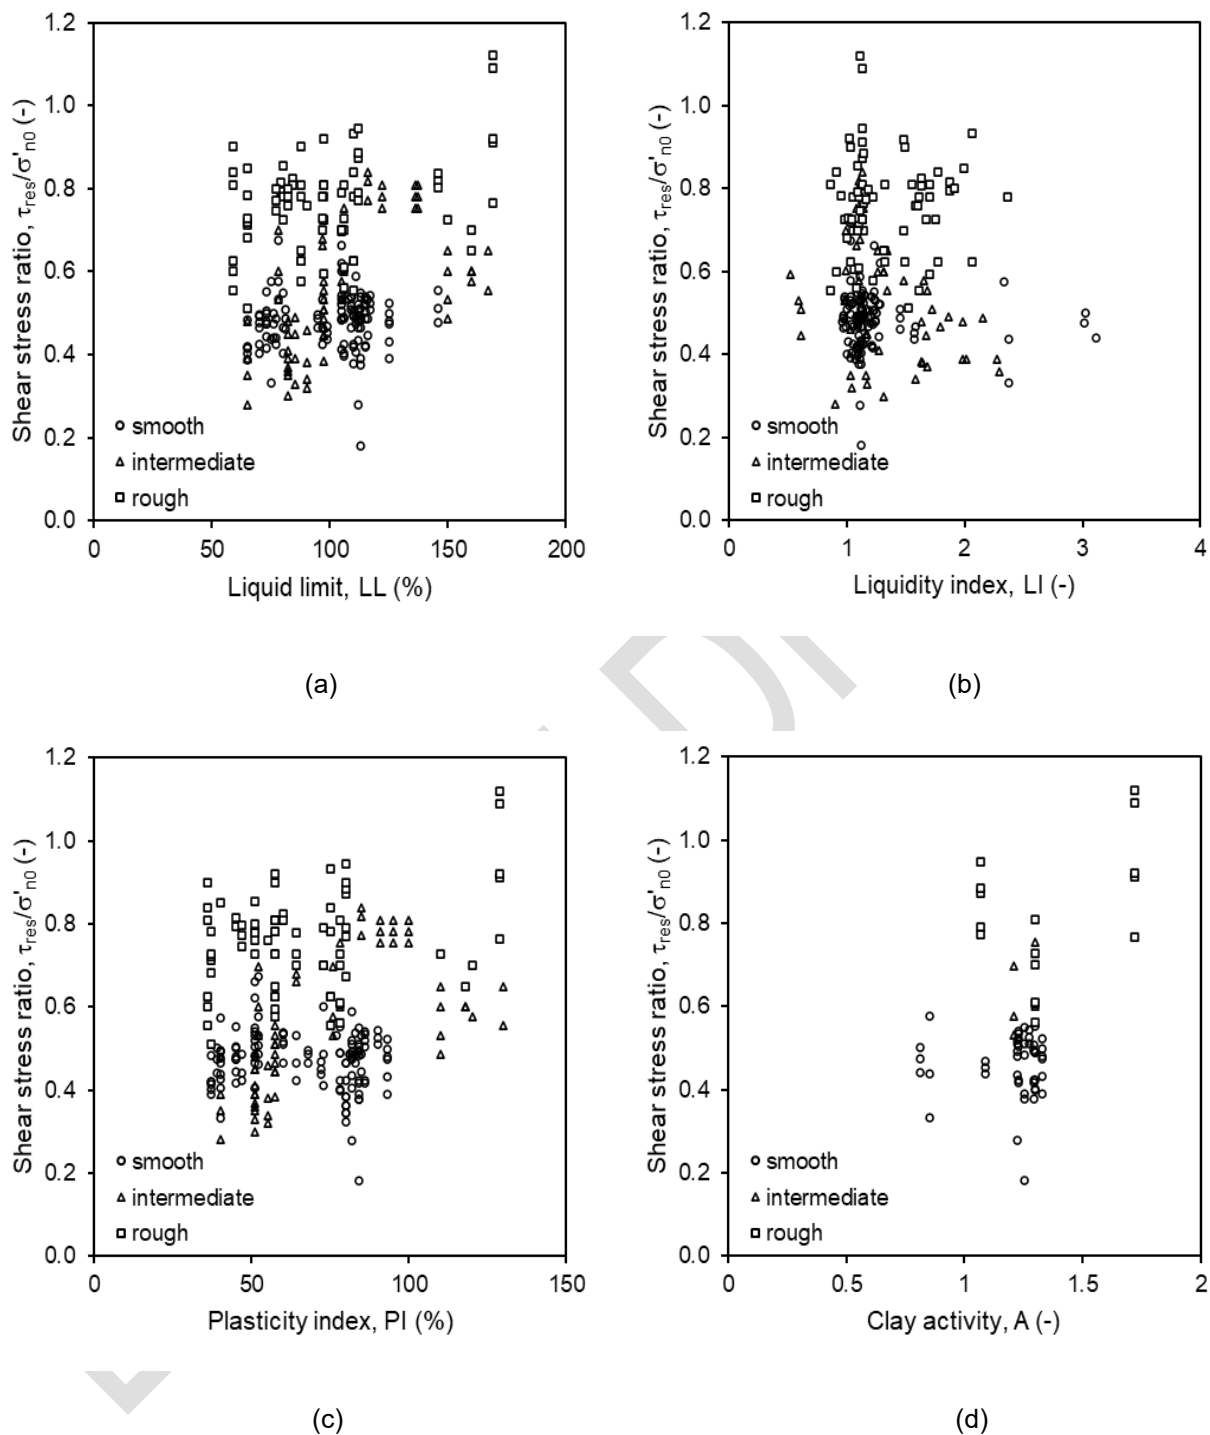 1.2
1.0
0.8
0.6
0.4
0.2
0.0
Shear stress ratio, τres/σ'n0 (-)
smooth
intermediate
rough
0 50 100 150 200
Liquid limit, LL (%)
(a)
1.2
1.0
0.8
0.6
0.4
0.2
0.0
Shear stress ratio, τres/σ'n0 (-)
smooth
intermediate
rough
0 1 2 3 4
Liquidity index, LI (-)
(b)
1.2
1.0
0.8
0.6
0.4
0.2
0.0
Shear stress ratio, τres/σ'n0 (-)
smooth
intermediate
rough
0 50 100 150
Plasticity index, PI (%)
(c)
1.2
1.0
0.8
0.6
0.4
0.2
0.0
Shear stress ratio, τres/σ'n0 (-)
smooth
intermediate
rough
0 0.5 1 1.5 2
Clay activity, A (-)
(d)